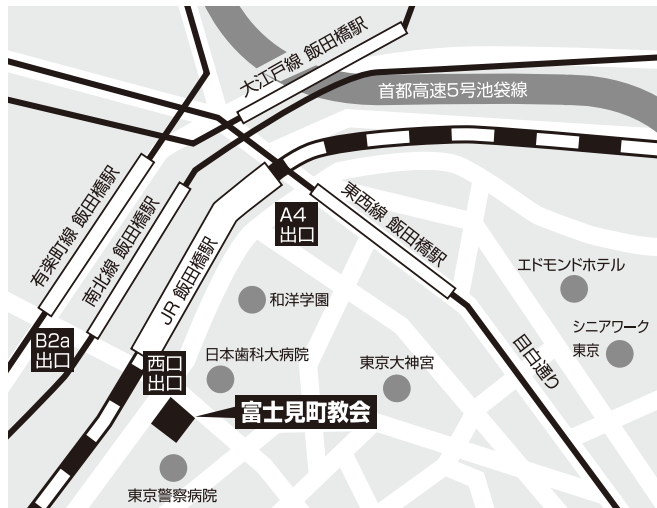 大江戸線 飯田橋駅
首都高速5号池袋線
有楽町線 飯田橋駅
南北線 飯田橋駅
JR 飯田橋駅
A4
出口
東西線 飯田橋駅
エドモンドホテル
和洋学園
シニアワーク
東京
B2a
出口
西口
出口
日本歯科大病院
東京大神宮
目白通り
富士見町教会
東京警察病院